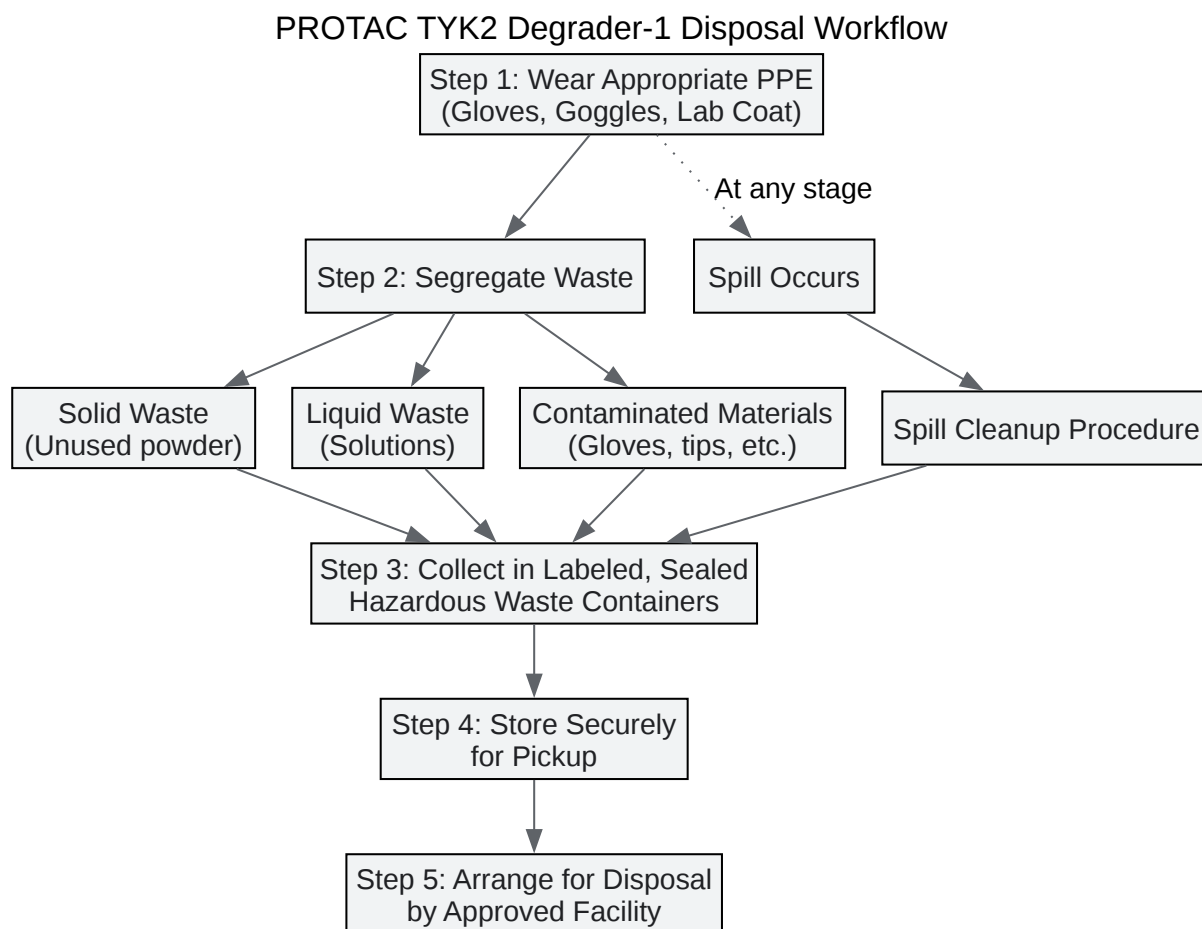 PROTAC TYK2 Degrader-1 Disposal Workflow
Step 1: Wear Appropriate PPE
(Gloves, Goggles, Lab Coat)
At any stage
Step 2: Segregate Waste
Spill Occurs
Solid Waste
(Unused powder)
Liquid Waste
(Solutions)
Contaminated Materials
(Gloves, tips, etc.)
Spill Cleanup Procedure
Step 3: Collect in Labeled, Sealed
Hazardous Waste Containers
Step 4: Store Securely
for Pickup
Step 5: Arrange for Disposal
by Approved Facility